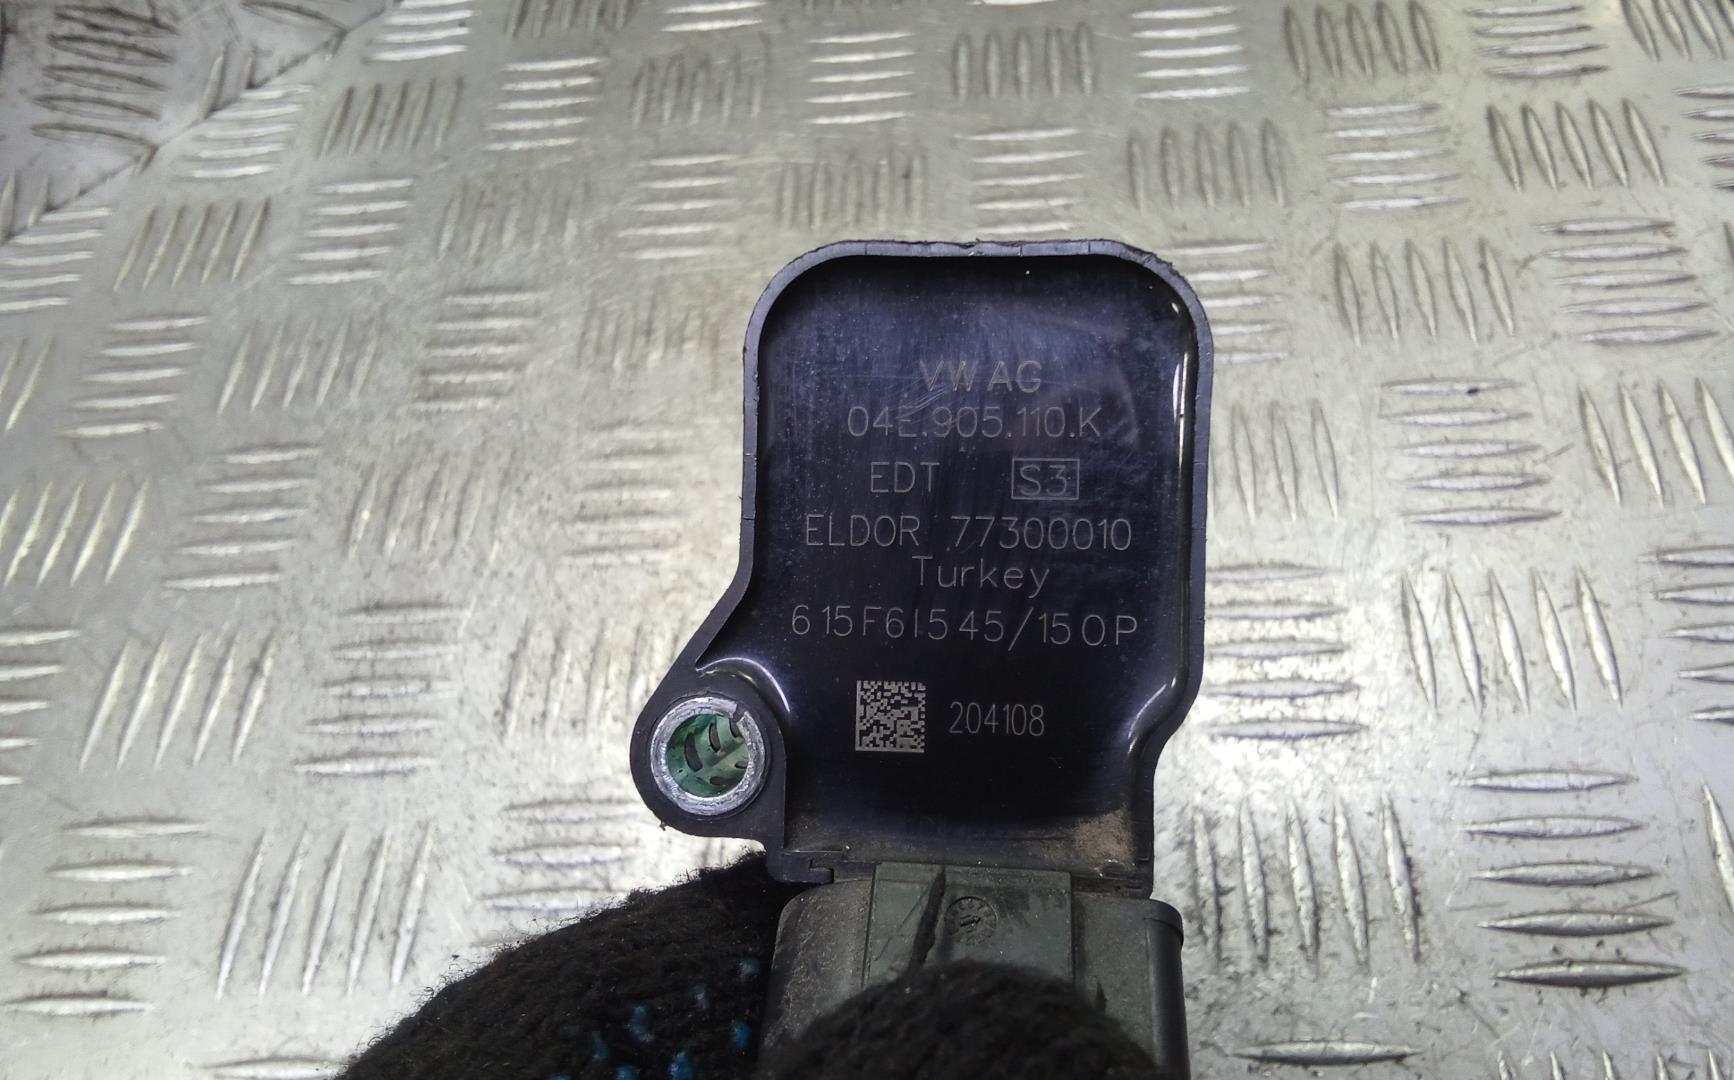 VW AG
04E.905.110.K
EDT S3
ELDOR 77300010
Turkey
615F61545/150P
204108